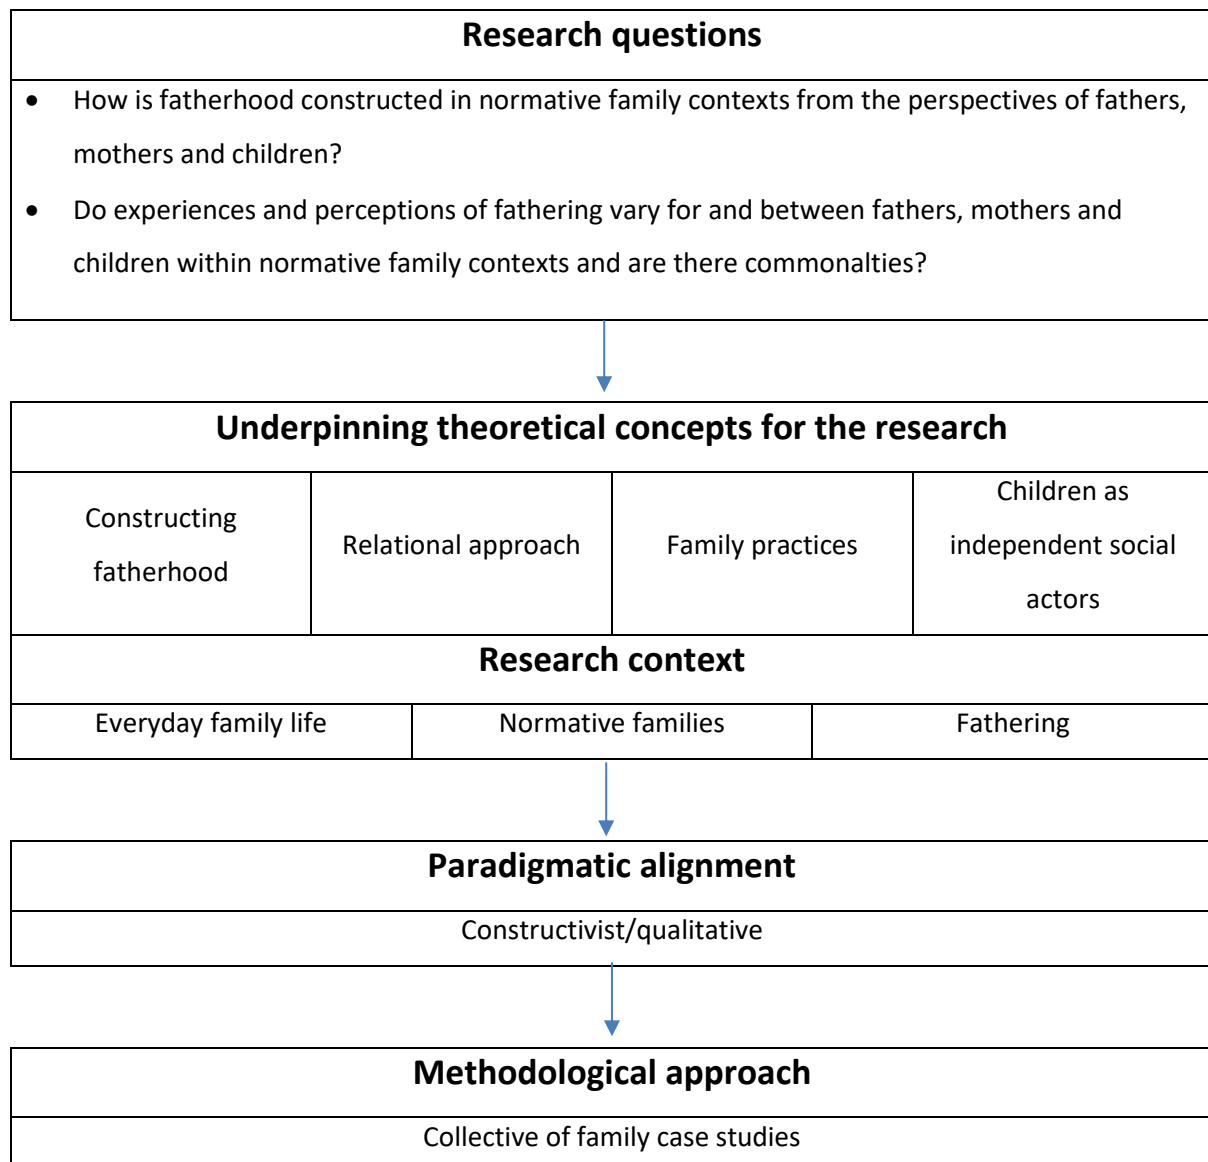 Research questions
• How is fatherhood constructed in normative family contexts from the perspectives of fathers,
mothers and children?
• Do experiences and perceptions of fathering vary for and between fathers, mothers and
children within normative family contexts and are there commonalties?
Underpinning theoretical concepts for the research
Constructing
fatherhood
Relational approach
Family practices
Children as
independent social
actors
Research context
Everyday family life
Normative families
Fathering
Paradigmatic alignment
Constructivist/qualitative
Methodological approach
Collective of family case studies